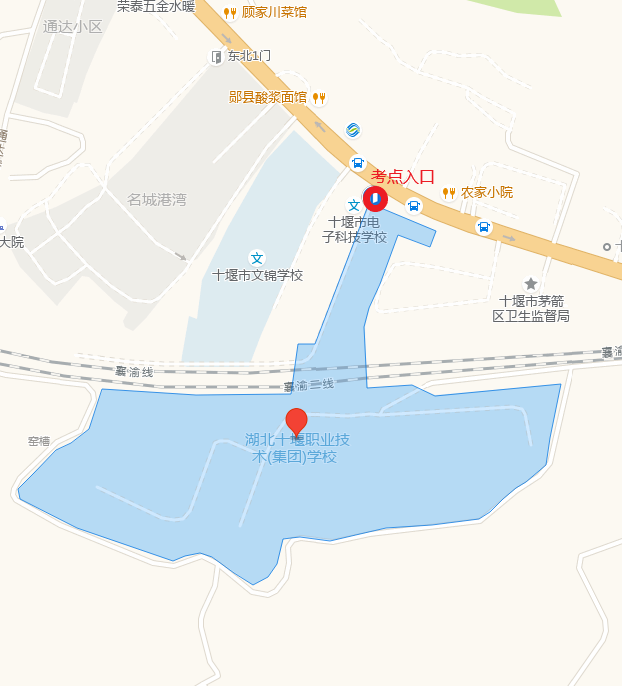 荣泰五金水暖
顾家川菜馆
通达小区
东北1门
郧县酸浆面馆
考点入口
农家小院
名城港湾
十堰市电
子科技学校
大院
十堰市文锦学校
十堰市茅箭
区卫生监督局
襄渝
襄渝线
襄渝二线
窑槽
湖北十堰职业技
术(集团)学校